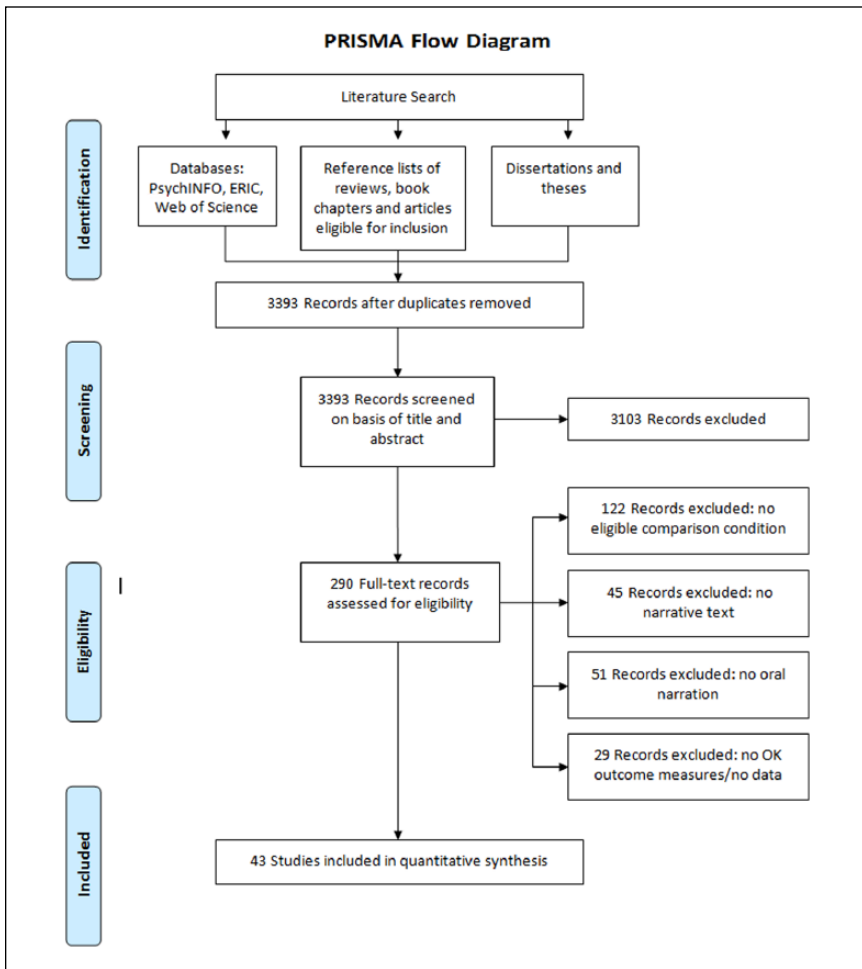 PRISMA Flow Diagram
Literature Search
Identification
Databases:
PsychINFO, ERIC,
Web of Science
Reference lists of
reviews, book
chapters and articles
eligible for inclusion
Dissertations and
theses
3393 Records after duplicates removed
Screening
3393 Records screened
on basis of title and
abstract
3103 Records excluded
Eligibility
290 Full-text records
assessed for eligibility
122 Records excluded: no
eligible comparison condition
45 Records excluded: no
narrative text
51 Records excluded: no oral
narration
29 Records excluded: no OK
outcome measures/no data
Included
43 Studies included in quantitative synthesis